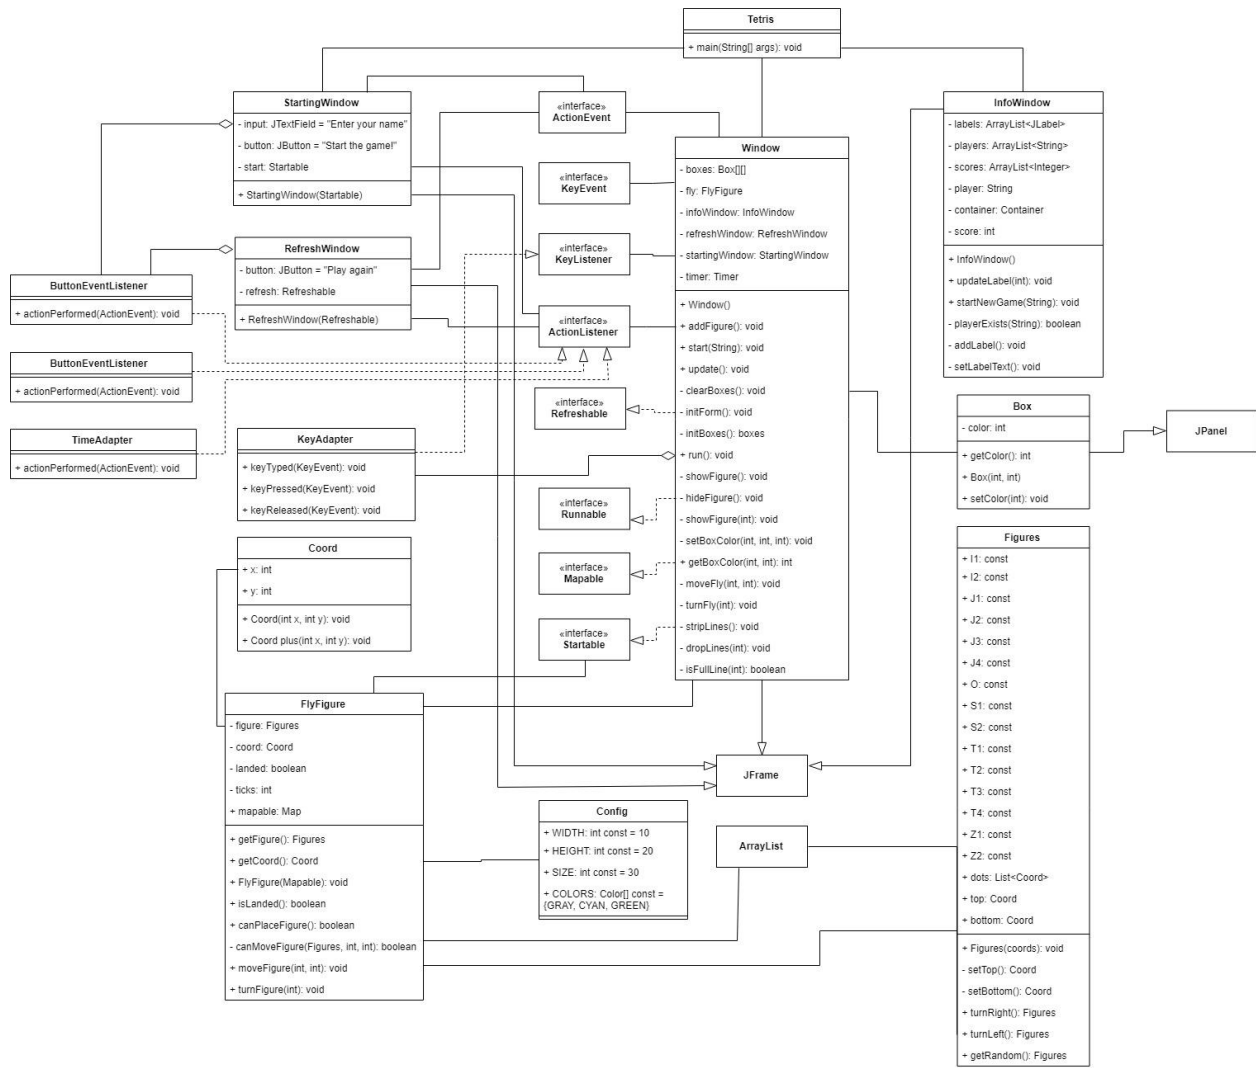 Tetris
+ main(String[] args): void
StartingWindow
- input: JTextField = "Enter your name"
- button: JButton = "Start the game!"
- start: Startable
+ StartingWindow(Startable)
RefreshWindow
- button: JButton = "Play again"
- refresh: Refreshable
+ RefreshWindow(Refreshable)
ButtonEventListener
+ actionPerformed(ActionEvent): void
ButtonEventListener
+ actionPerformed(ActionEvent): void
TimeAdapter
+ actionPerformed(ActionEvent): void
KeyAdapter
+ keyTyped(KeyEvent): void
+ keyPressed(KeyEvent): void
+ keyReleased(KeyEvent): void
Coord
+ x: int
+ y: int
+ Coord(int x, int y): void
+ Coord plus(int x, int y): void
FlyFigure
- figure: Figures
- coord: Coord
- landed: boolean
- ticks: int
+ mapable: Map
+ getFigure(): Figures
+ getCoord(): Coord
+ FlyFigure(Mapable): void
+ isLanded(): boolean
+ canPlaceFigure(): boolean
- canMoveFigure(Figures, int, int): boolean
+ moveFigure(int, int): void
+ turnFigure(int): void
«interface»
ActionEvent
«interface»
KeyEvent
«interface»
KeyListener
«interface»
ActionListener
«interface»
Refreshable
«interface»
Runnable
«interface»
Mapable
«interface»
Startable
Config
+ WIDTH: int const = 10
+ HEIGHT: int const = 20
+ SIZE: int const = 30
+ COLORS: Color[] const =
{GRAY, CYAN, GREEN}
Window
- boxes: Box[][]
- fly: FlyFigure
- infoWindow: InfoWindow
- refreshWindow: RefreshWindow
- startingWindow: StartingWindow
- timer: Timer
+ Window()
+ addFigure(): void
+ start(String): void
+ update(): void
- clearBoxes(): void
- initForm(): void
- initBoxes(): boxes
+ run(): void
- showFigure(): void
- hideFigure(): void
- showFigure(int): void
- setBoxColor(int, int, int): void
+ getBoxColor(int, int): int
- moveFly(int, int): void
- turnFly(int): void
- stripLines(): void
- dropLines(int): void
- isFullLine(int): boolean
JFrame
ArrayList
InfoWindow
- labels: ArrayList<JLabel>
- players: ArrayList<String>
- scores: ArrayList<Integer>
- player: String
- container: Container
- score: int
+ InfoWindow()
+ updateLabel(int): void
+ startNewGame(String): void
- playerExists(String): boolean
- addLabel(): void
- setLabelText(): void
Box
- color: int
+ getColor(): int
+ Box(int, int)
+ setColor(int): void
JPanel
Figures
+ I1: const
+ I2: const
+ J1: const
+ J2: const
+ J3: const
+ J4: const
+ O: const
+ S1: const
+ S2: const
+ T1: const
+ T2: const
+ T3: const
+ T4: const
+ Z1: const
+ Z2: const
+ dots: List<Coord>
+ top: Coord
+ bottom: Coord
+ Figures(coords): void
- setTop(): Coord
- setBottom(): Coord
+ turnRight(): Figures
+ turnLeft(): Figures
+ getRandom(): Figures